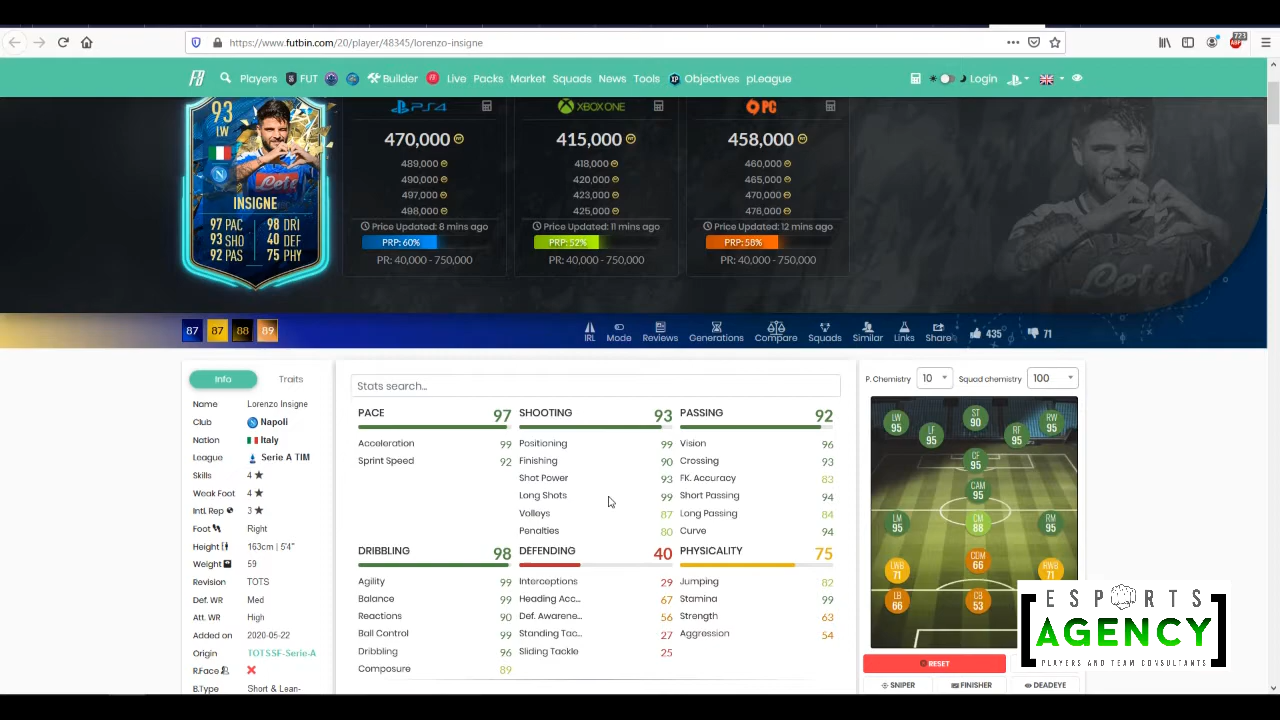 https://www.futbin.com/20/player/48345/lorenzo-insigne
723
ABP
Players FUT Builder Live Packs Market Squads News Tools XP Objectives pLeague Login
93
LW
INSIGNE
97 PAC 98 DRI
93 SHO 40 DEF
92 PAS 75 PHY
PS4
470,000
489,000
490,000
497,000
498,000
Price Updated: 8 mins ago
PRP: 60%
PR: 40,000 - 750,000
XBOX ONE
415,000
418,000
420,000
423,000
425,000
Price Updated: 11 mins ago
PRP: 52%
PR: 40,000 - 750,000
PC
458,000
460,000
465,000
470,000
476,000
Price Updated: 12 mins ago
PRP: 58%
PR: 40,000 - 750,000
Lete
87 87 88 89
IRL Mode Reviews Generations Compare Squads Similar Links Share 435 71
Info Traits
Name Lorenzo Insigne
Club Napoli
Nation Italy
League Serie A TIM
Skills 4
Weak Foot 4
Intl.Rep 3
Foot Right
Height 163cm | 5'4"
Weight 59
Revision TOTS
Def. WR Med
Att. WR High
Added on 2020-05-22
Origin TOTSSF-Serie-A
R.Face
B.Type Short & Lean-
Stats search...
PACE 97
Acceleration 99
Sprint Speed 92
SHOOTING 93
Positioning 99
Finishing 90
Shot Power 93
Long Shots 99
Volleys 87
Penalties 80
PASSING 92
Vision 96
Crossing 93
FK. Accuracy 83
Short Passing 94
Long Passing 84
Curve 94
DRIBBLING 98
Agility 99
Balance 99
Reactions 90
Ball Control 99
Dribbling 96
Composure 89
DEFENDING 40
Interceptions 29
Heading Acc... 67
Def. Awarene... 56
Standing Tac... 27
Sliding Tackle 25
PHYSICALITY 75
Jumping 82
Stamina 99
Strength 63
Aggression 54
P. Chemistry 10 Squad chemistry 100
LW 95
ST 90
RW 95
LF 95
RF 95
CF 95
CAM 95
LM 95
CM 88
RM 95
LWB 71
CDM 66
RWB 71
LB 66
CB 53
RESET
SNIPER FINISHER DEADEYE
ESPORTS
AGENCY
PLAYERS AND TEAM CONSULTANTS